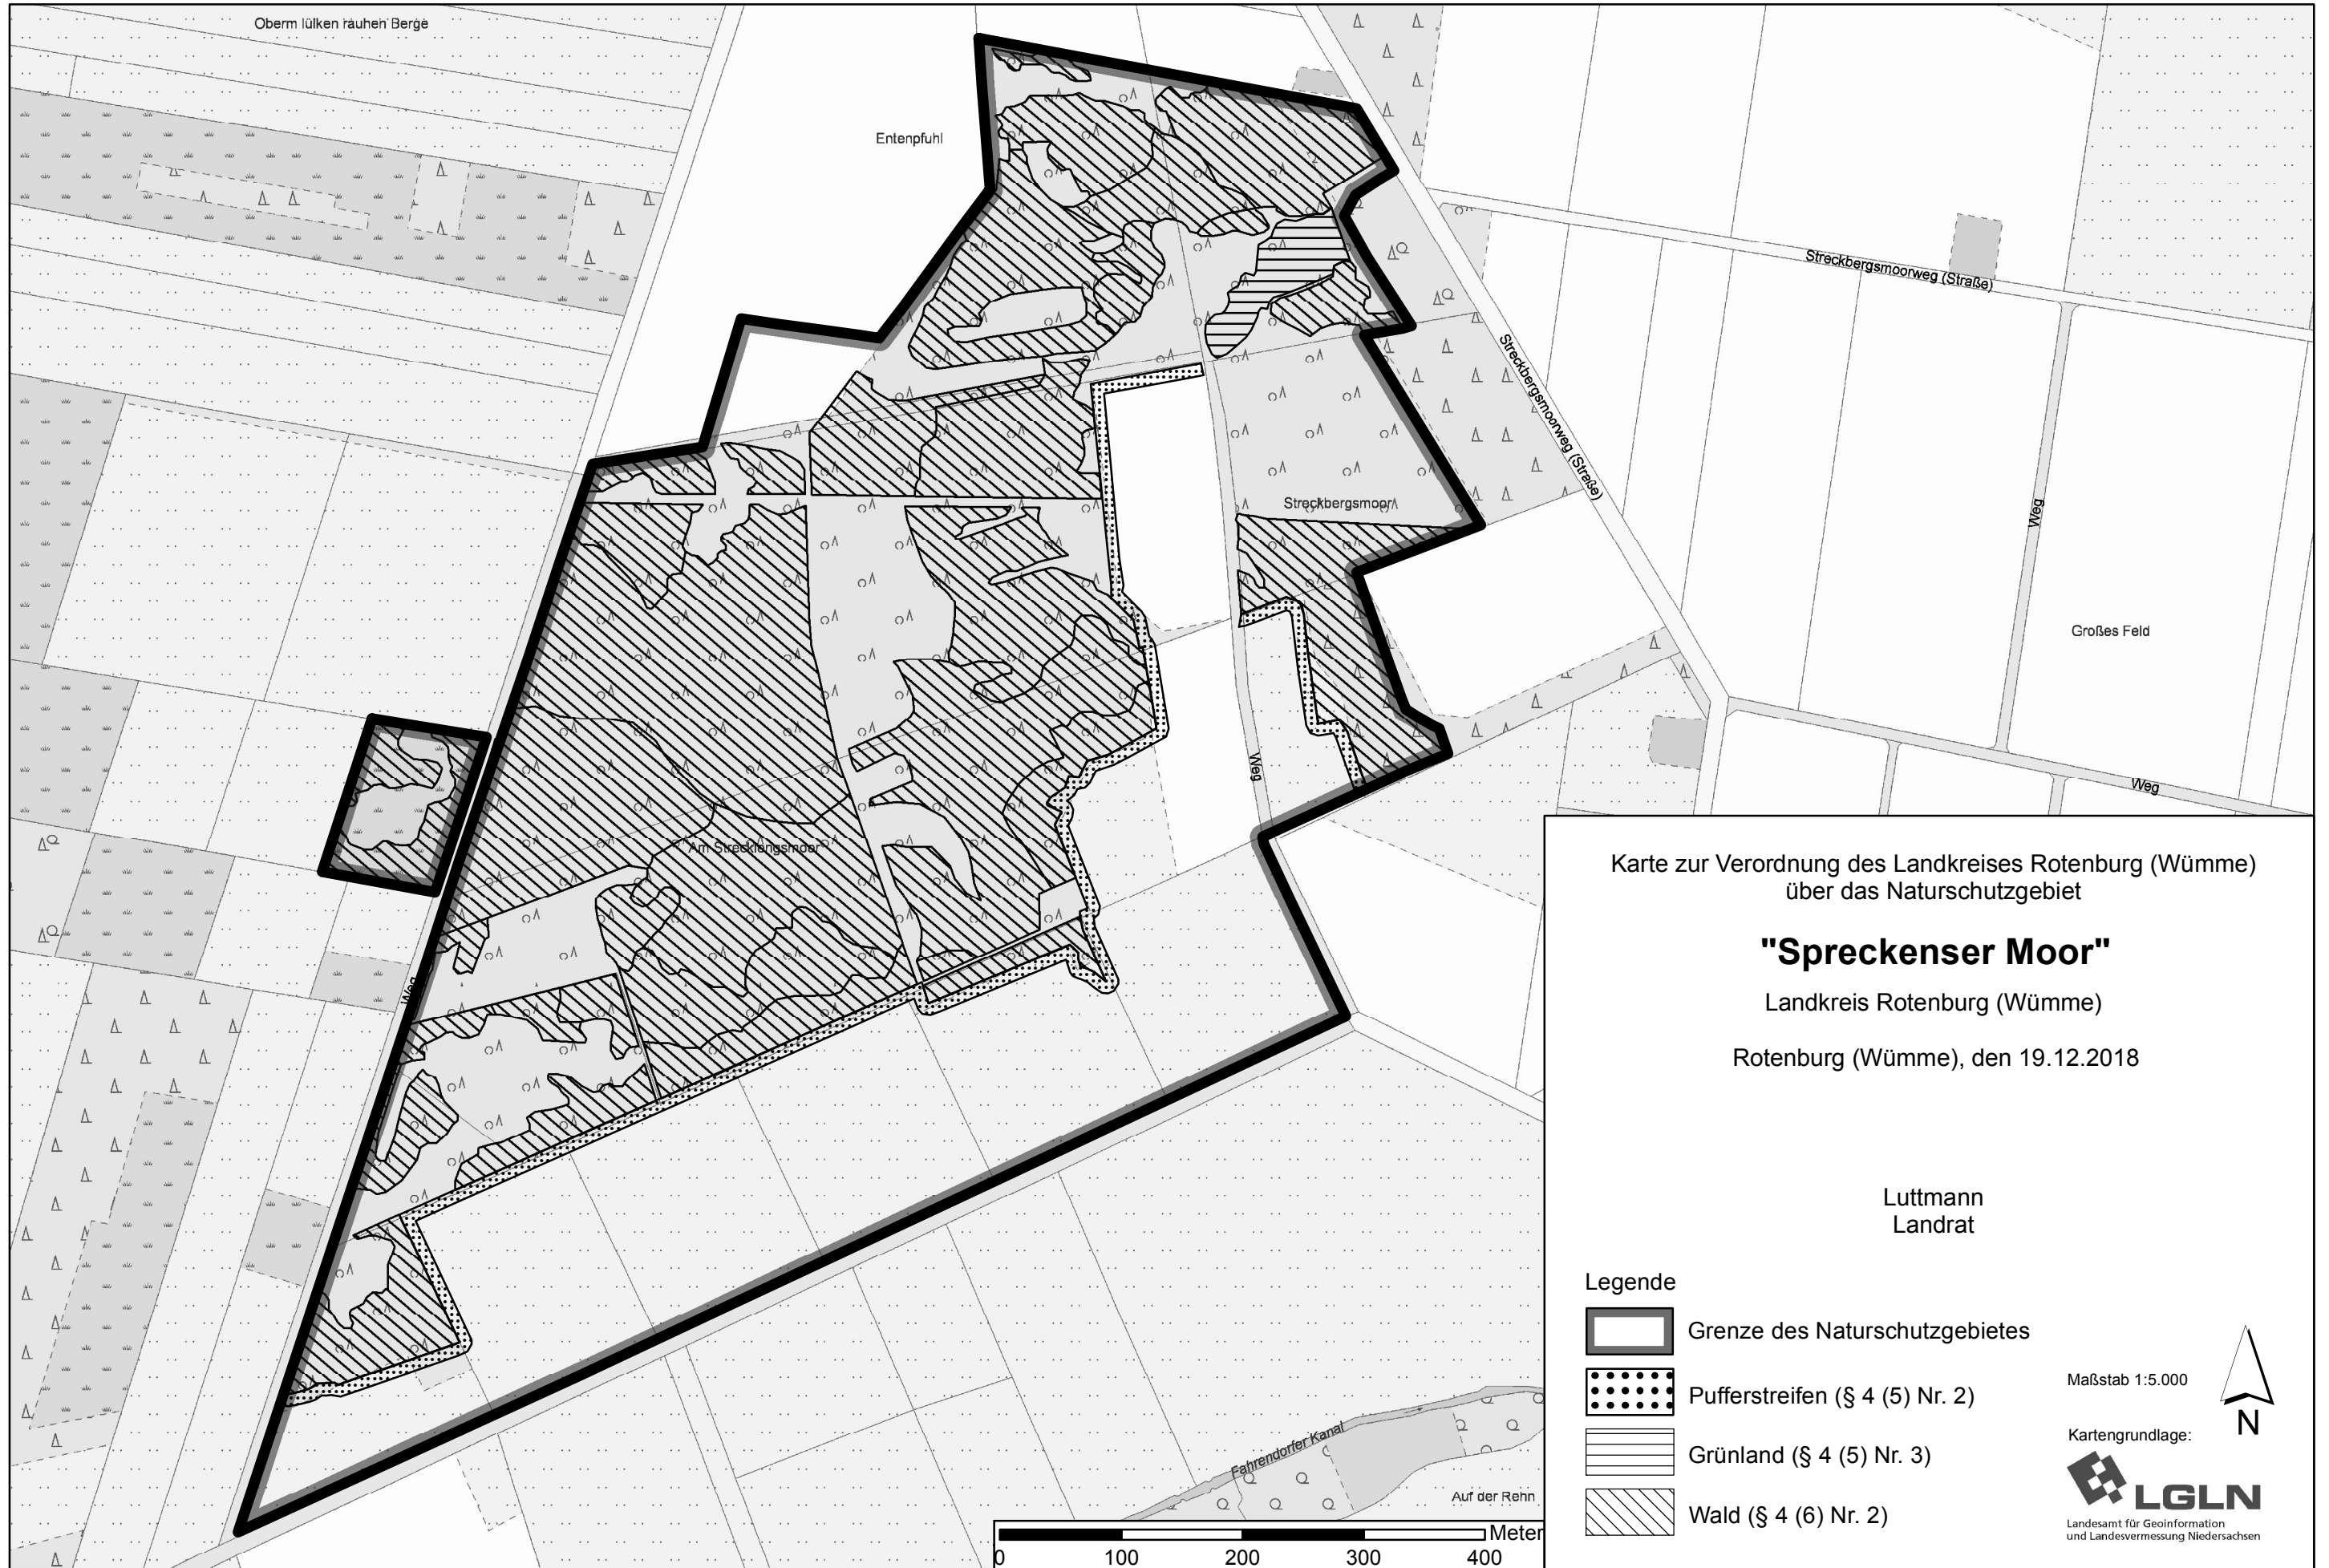 Oberm lülken rauhen Berge
Entenpfuhl
Streckbergsmoorweg (Straße)
Streckbergsmoorweg (Straße)
Streckbergsmoor
Weg
Großes Feld
Weg
Weg
Am Strecklengsmoor
Weg
Fahrendorfer Kanal
Auf der Rehn
Karte zur Verordnung des Landkreises Rotenburg (Wümme)
über das Naturschutzgebiet
"Spreckenser Moor"
Landkreis Rotenburg (Wümme)
Rotenburg (Wümme), den 19.12.2018
Luttmann
Landrat
Legende
Grenze des Naturschutzgebietes
Pufferstreifen (§ 4 (5) Nr. 2)
Grünland (§ 4 (5) Nr. 3)
Wald (§ 4 (6) Nr. 2)
Maßstab 1:5.000
N
Kartengrundlage:
LGLN
Landesamt für Geoinformation
und Landesvermessung Niedersachsen
Meter
0 100 200 300 400